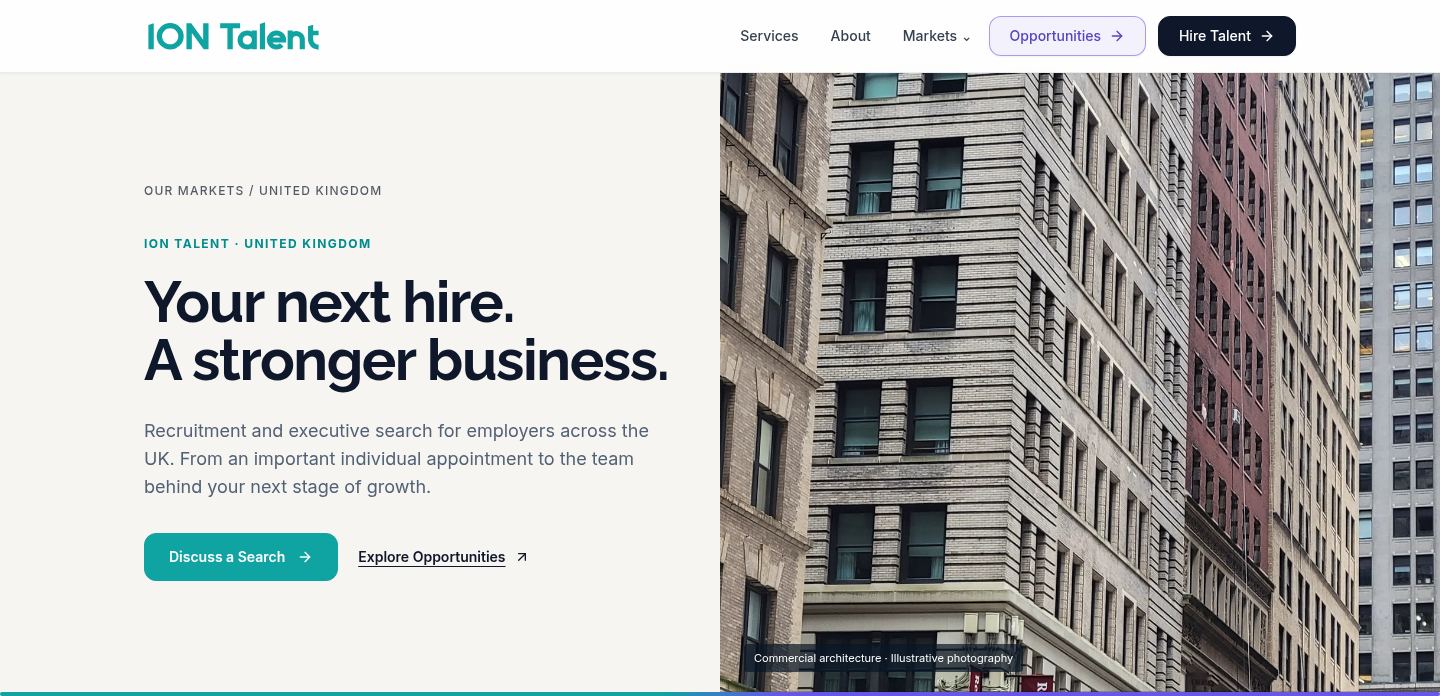 ION Talent
Services
About
Markets
Opportunities
Hire Talent
OUR MARKETS / UNITED KINGDOM
ION TALENT · UNITED KINGDOM
Your next hire.
A stronger business.
Recruitment and executive search for employers across the
UK. From an important individual appointment to the team
behind your next stage of growth.
Discuss a Search
Explore Opportunities
Commercial architecture · Illustrative photography